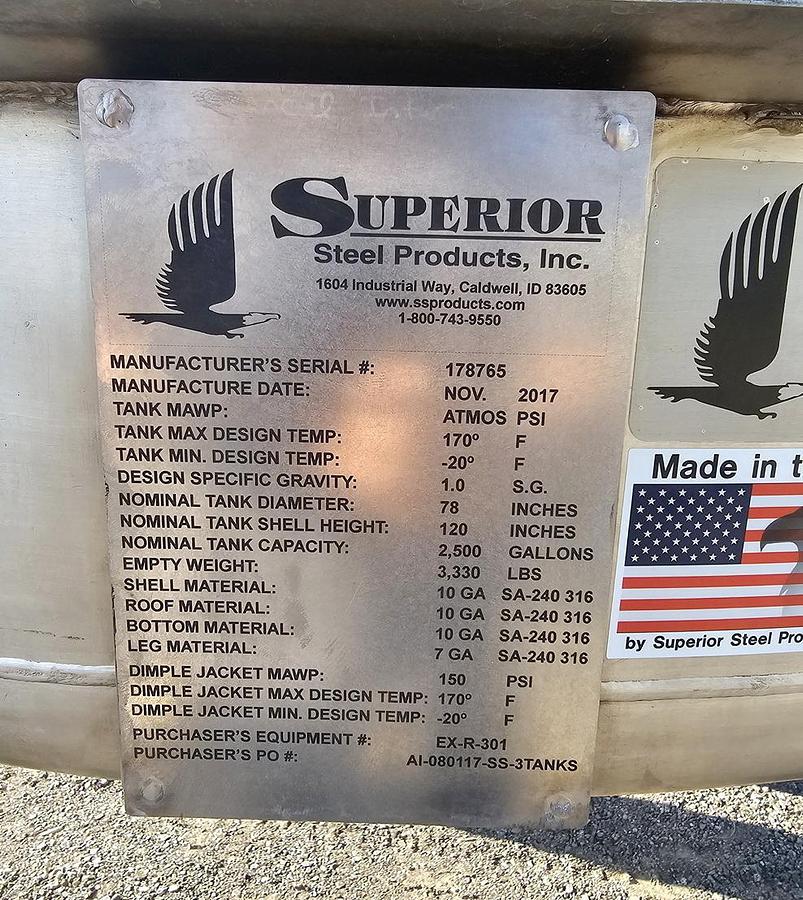 SUPERIOR
Steel Products, Inc.
1604 Industrial Way, Caldwell, ID 83605
www.ssproducts.com
1-800-743-9550
MANUFACTURER'S SERIAL #: 178765
MANUFACTURE DATE: NOV. 2017
TANK MAWP: ATMOS PSI
TANK MAX DESIGN TEMP: 170° F
TANK MIN. DESIGN TEMP: -20° F
DESIGN SPECIFIC GRAVITY: 1.0 S.G.
NOMINAL TANK DIAMETER: 78 INCHES
NOMINAL TANK SHELL HEIGHT: 120 INCHES
NOMINAL TANK CAPACITY: 2,500 GALLONS
EMPTY WEIGHT: 3,330 LBS
SHELL MATERIAL: 10 GA SA-240 316
ROOF MATERIAL: 10 GA SA-240 316
BOTTOM MATERIAL: 10 GA SA-240 316
LEG MATERIAL: 7 GA SA-240 316
DIMPLE JACKET MAWP: 150 PSI
DIMPLE JACKET MAX DESIGN TEMP: 170° F
DIMPLE JACKET MIN. DESIGN TEMP: -20° F
PURCHASER'S EQUIPMENT #: EX-R-301
PURCHASER'S PO #: AI-080117-SS-3TANKS
Made in t
by Superior Steel Pro